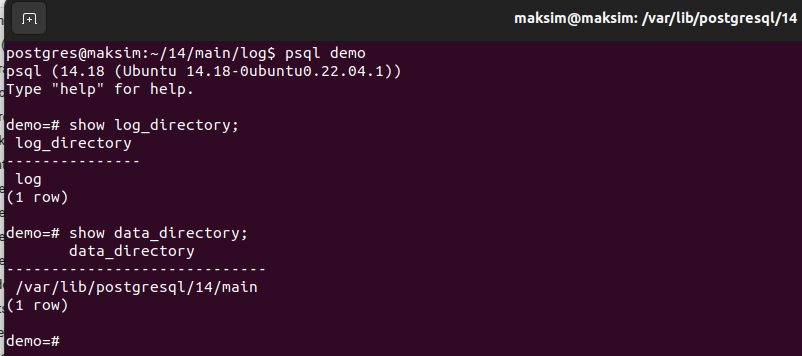 maksim@maksim: /var/lib/postgresql/14
postgres@maksim:~/14/main/log$ psql demo
psql (14.18 (Ubuntu 14.18-0ubuntu0.22.04.1))
Type "help" for help.
demo=# show log_directory;
log_directory
---------------
log
(1 row)
demo=# show data_directory;
data_directory
-----------------------------
/var/lib/postgresql/14/main
(1 row)
demo=#